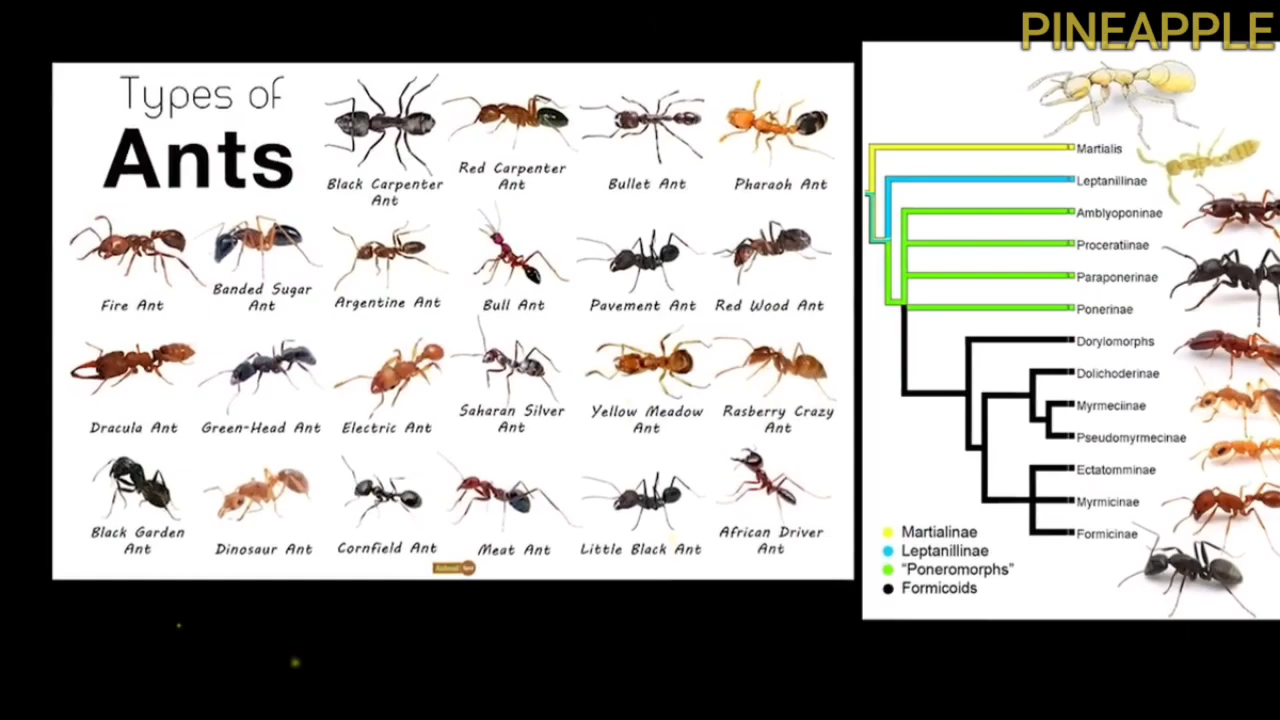 PINEAPPLE
Types of
Ants
Black Carpenter
Ant
Red Carpenter
Ant
Bullet Ant
Pharaoh Ant
Fire Ant
Banded Sugar
Ant
Argentine Ant
Bull Ant
Pavement Ant
Red Wood Ant
Dracula Ant
Green-Head Ant
Electric Ant
Saharan Silver
Ant
Yellow Meadow
Ant
Rasberry Crazy
Ant
Black Garden
Ant
Dinosaur Ant
Cornfield Ant
Meat Ant
Little Black Ant
African Driver
Ant
Martialis
Leptanillinae
Amblyoponinae
Proceratiinae
Paraponerinae
Ponerinae
Dorylomorphs
Dolichoderinae
Myrmeciinae
Pseudomyrmecinae
Ectatomminae
Myrmicinae
Formicinae
Martialinae
Leptanillinae
“Poneromorphs”
Formicoids